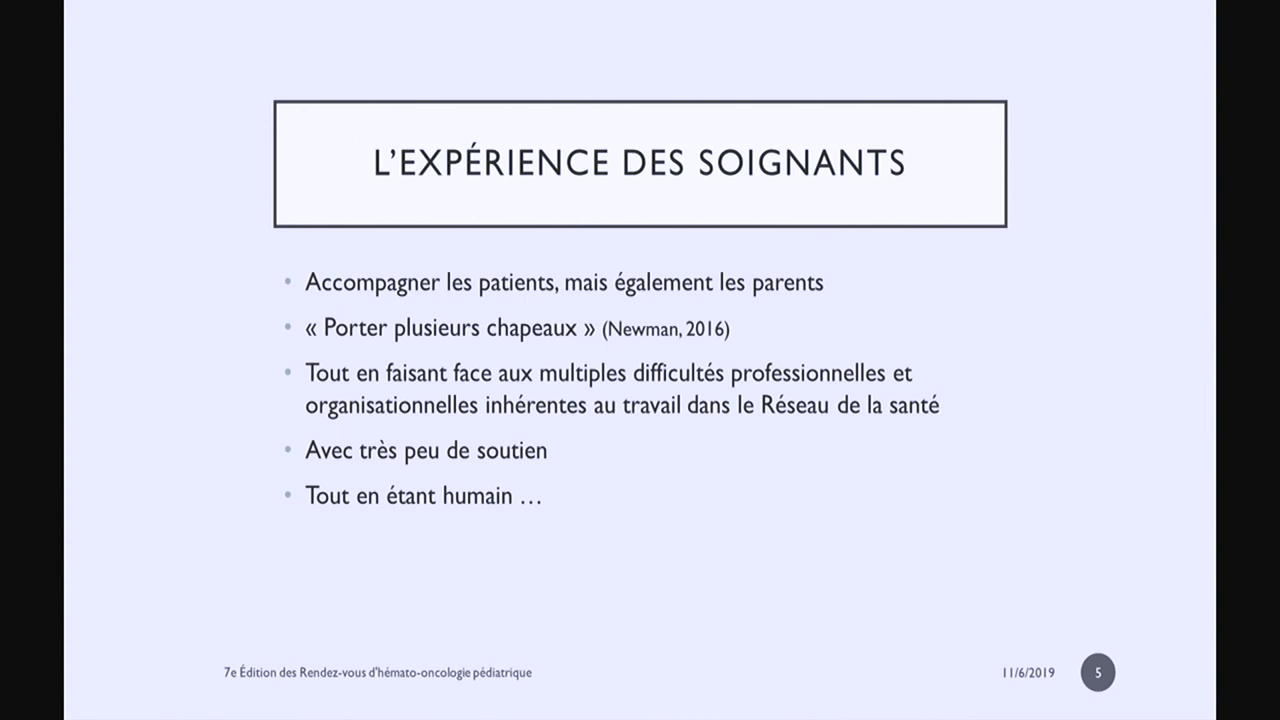 L'EXPÉRIENCE DES SOIGNANTS
• Accompagner les patients, mais également les parents
• « Porter plusieurs chapeaux » (Newman, 2016)
• Tout en faisant face aux multiples difficultés professionnelles et
organisationnelles inhérentes au travail dans le Réseau de la santé
• Avec très peu de soutien
• Tout en étant humain …
7e Édition des Rendez-vous d'hémato-oncologie pédiatrique
11/6/2019
5